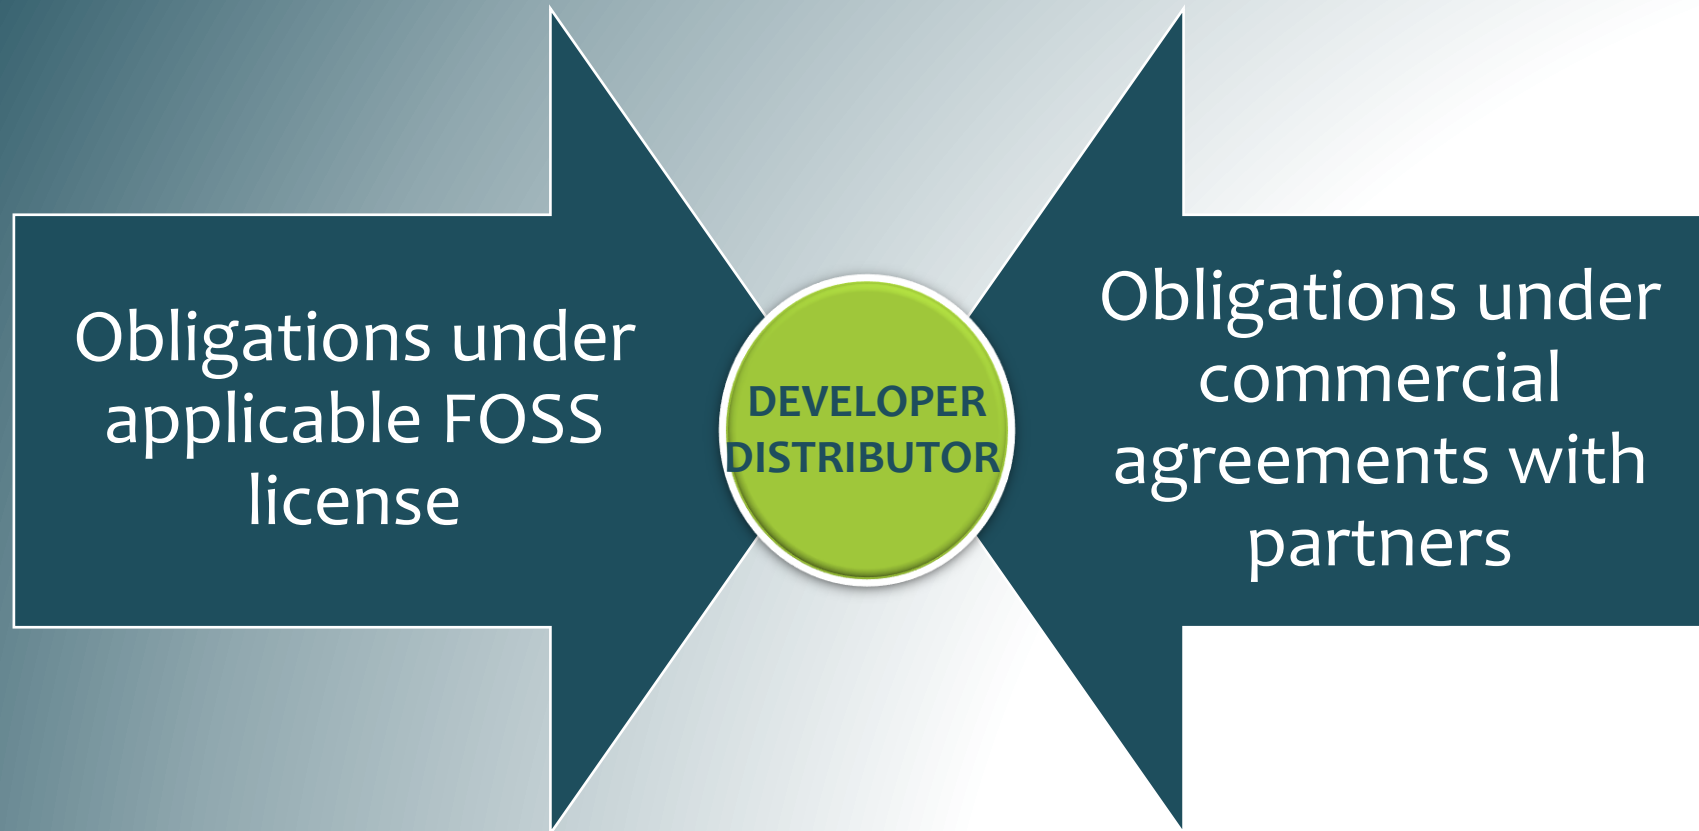 Obligations under
applicable FOSS
license
DEVELOPER
DISTRIBUTOR
Obligations under
commercial
agreements with
partners